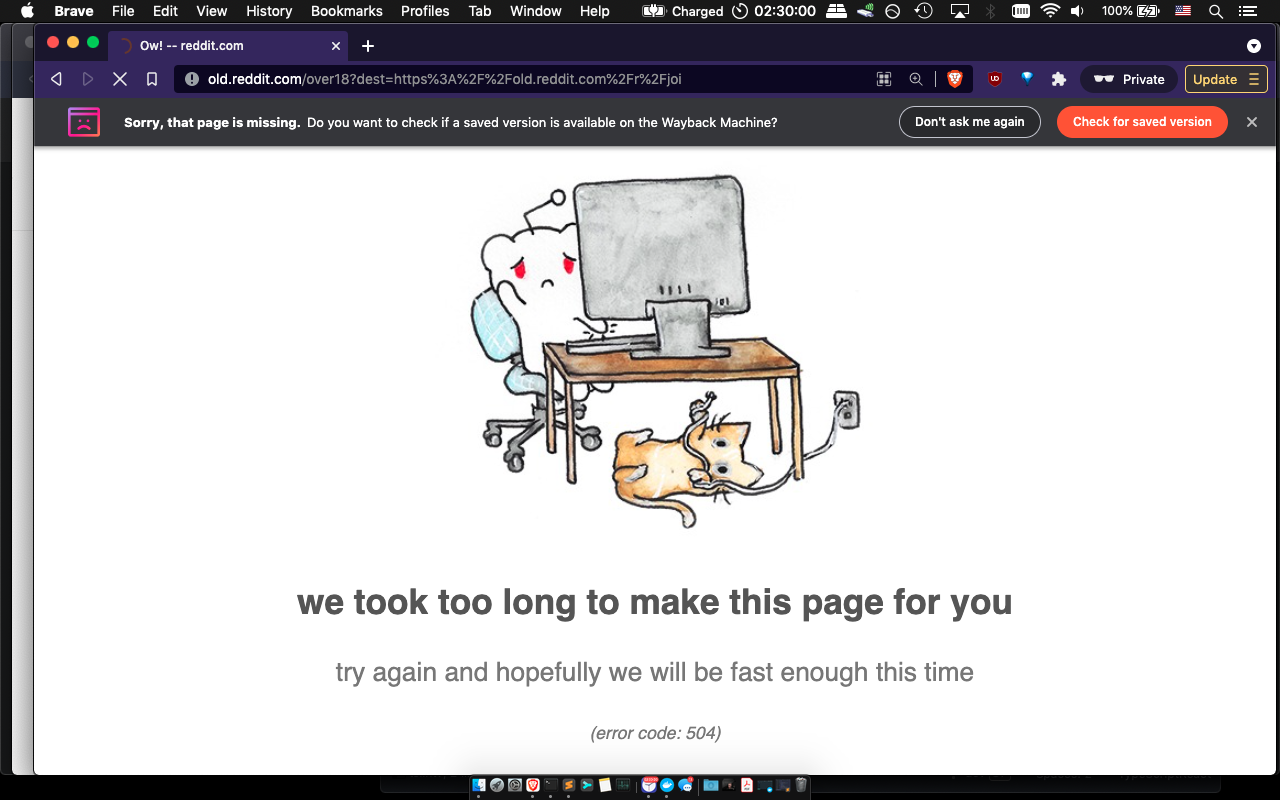 Brave File Edit View History Bookmarks Profiles Tab Window Help Charged 02:30:00 100%
Ow! -- reddit.com
old.reddit.com/over18?dest=https%3A%2F%2Fold.reddit.com%2Fr%2Fjoi Private Update
Sorry, that page is missing. Do you want to check if a saved version is available on the Wayback Machine? Don't ask me again Check for saved version
we took too long to make this page for you
try again and hopefully we will be fast enough this time
(error code: 504)